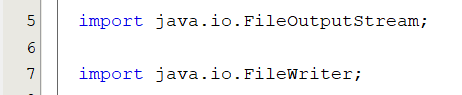 5 import java.io.FileOutputStream;
6
7 import java.io.FileWriter;